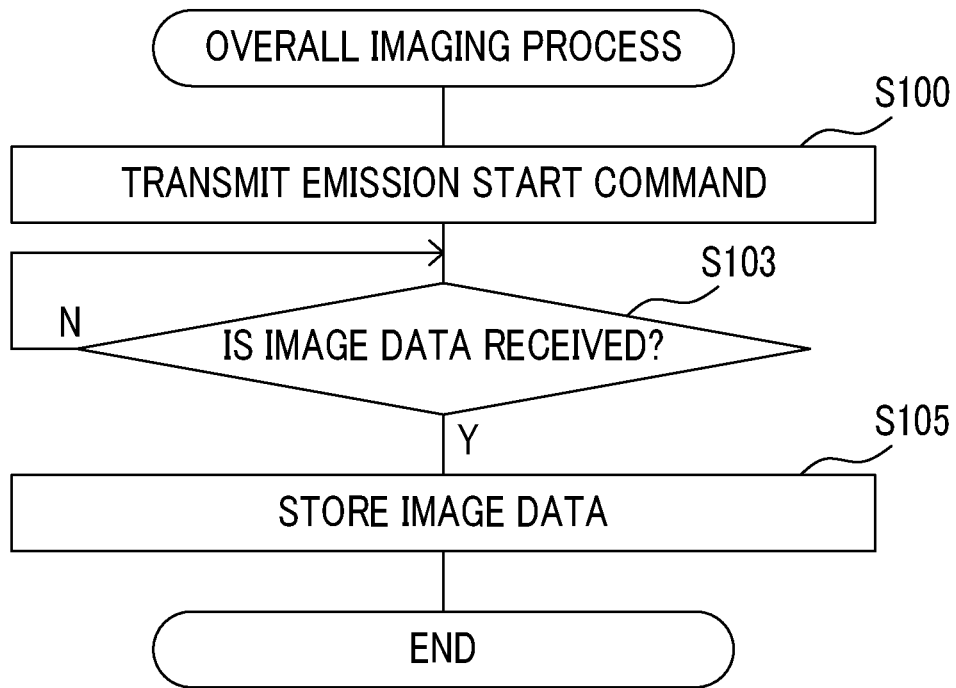 OVERALL IMAGING PROCESS
S100
TRANSMIT EMISSION START COMMAND
S103
N
IS IMAGE DATA RECEIVED?
Y
S105
STORE IMAGE DATA
END